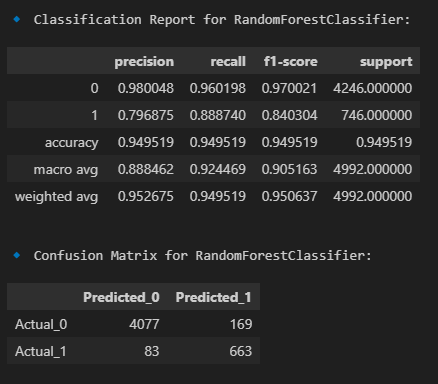 Classification Report for RandomForestClassifier:
precision recall f1-score support
0 0.980048 0.960198 0.970021 4246.000000
1 0.796875 0.888740 0.840304 746.000000
accuracy 0.949519 0.949519 0.949519 0.949519
macro avg 0.888462 0.924469 0.905163 4992.000000
weighted avg 0.952675 0.949519 0.950637 4992.000000
Confusion Matrix for RandomForestClassifier:
Predicted_0 Predicted_1
Actual_0 4077 169
Actual_1 83 663